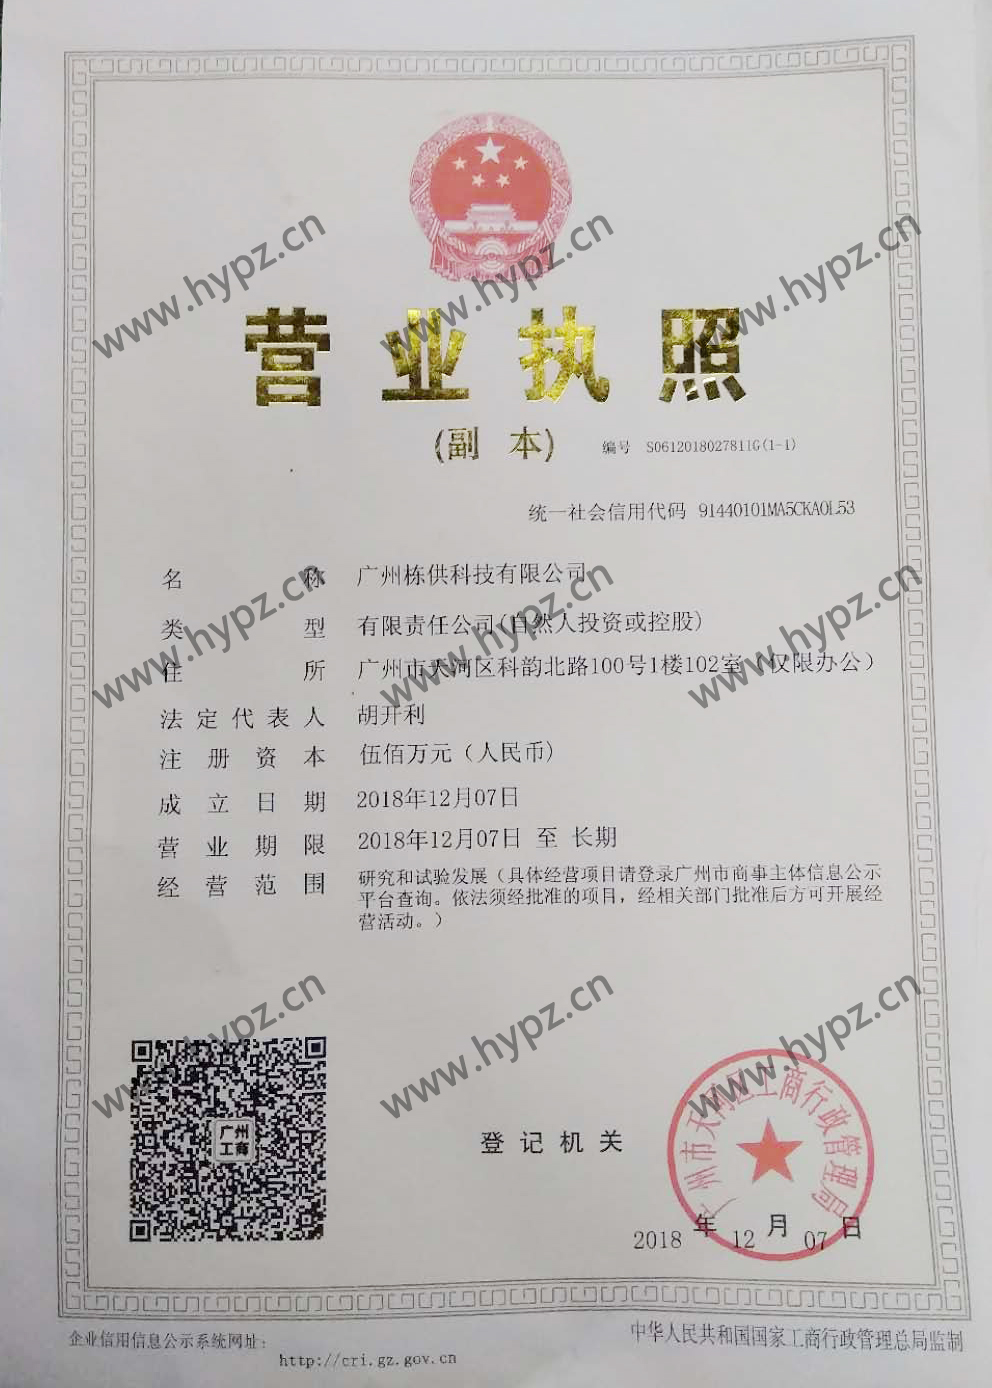 营业执照
(副 本)
编号 S0612018027811G(1-1)
统一社会信用代码 91440101MA5CKA0L53
名称 广州栋供科技有限公司
类型 有限责任公司(自然人投资或控股)
住所 广州市天河区科韵北路100号1楼102室（仅限办公）
法定代表人 胡开利
注册资本 伍佰万元（人民币)
成立日期 2018年12月07日
营业期限 2018年12月07日 至 长期
经营范围 研究和试验发展（具体经营项目请登录广州市商事主体信息公示
平台查询。依法须经批准的项目，经相关部门批准后方可开展经
营活动。）
广州
工商
登记机关
广州市天河区工商行政管理局
2018 年 12 月 07 日
企业信用信息公示系统网址：
http://cri.gz.gov.cn
中华人民共和国国家工商行政管理总局监制
www.hypz.cn
www.hypz.cn
www.hypz.cn
www.hypz.cn
www.hypz.cn
www.hypz.cn
www.hypz.cn
www.hypz.cn
www.hypz.cn